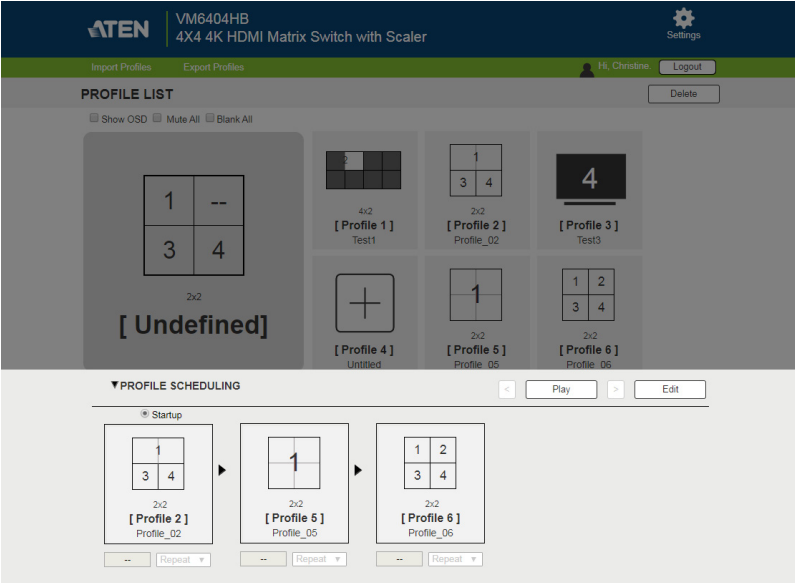 ATEN
VM6404HB
4X4 4K HDMI Matrix Switch with Scaler
Settings
Import Profiles Export Profiles Hi, Christine. Logout
PROFILE LIST Delete
Show OSD Mute All Blank All
1 --
3 4
2x2
[ Undefined]
2
4x2
[ Profile 1 ]
Test1
1
3 4
2x2
[ Profile 2 ]
Profile_02
4
[ Profile 3 ]
Test3
[ Profile 4 ]
Untitled
1
2x2
[ Profile 5 ]
Profile_05
1 2
3 4
2x2
[ Profile 6 ]
Profile_06
▼PROFILE SCHEDULING < Play > Edit
Startup
1
3 4
2x2
[ Profile 2 ]
Profile_02
-- Repeat ▼
1
2x2
[ Profile 5 ]
Profile_05
-- Repeat ▼
1 2
3 4
2x2
[ Profile 6 ]
Profile_06
-- Repeat ▼